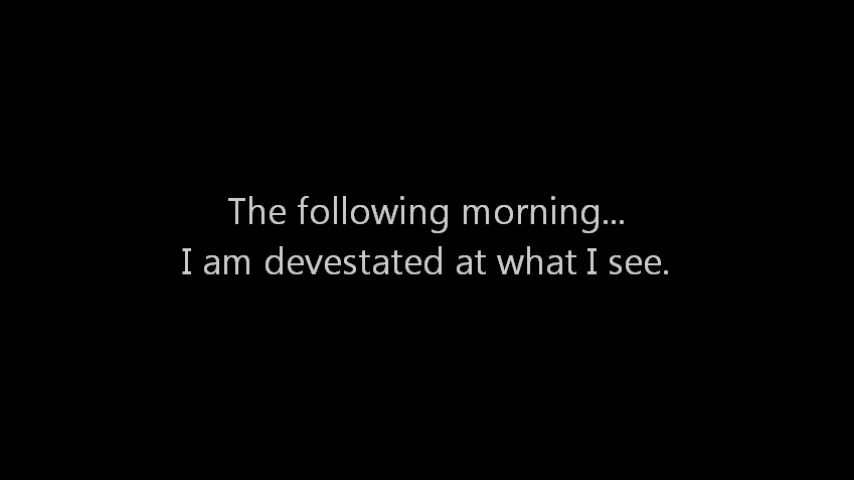 The following morning...
I am devestated at what I see.